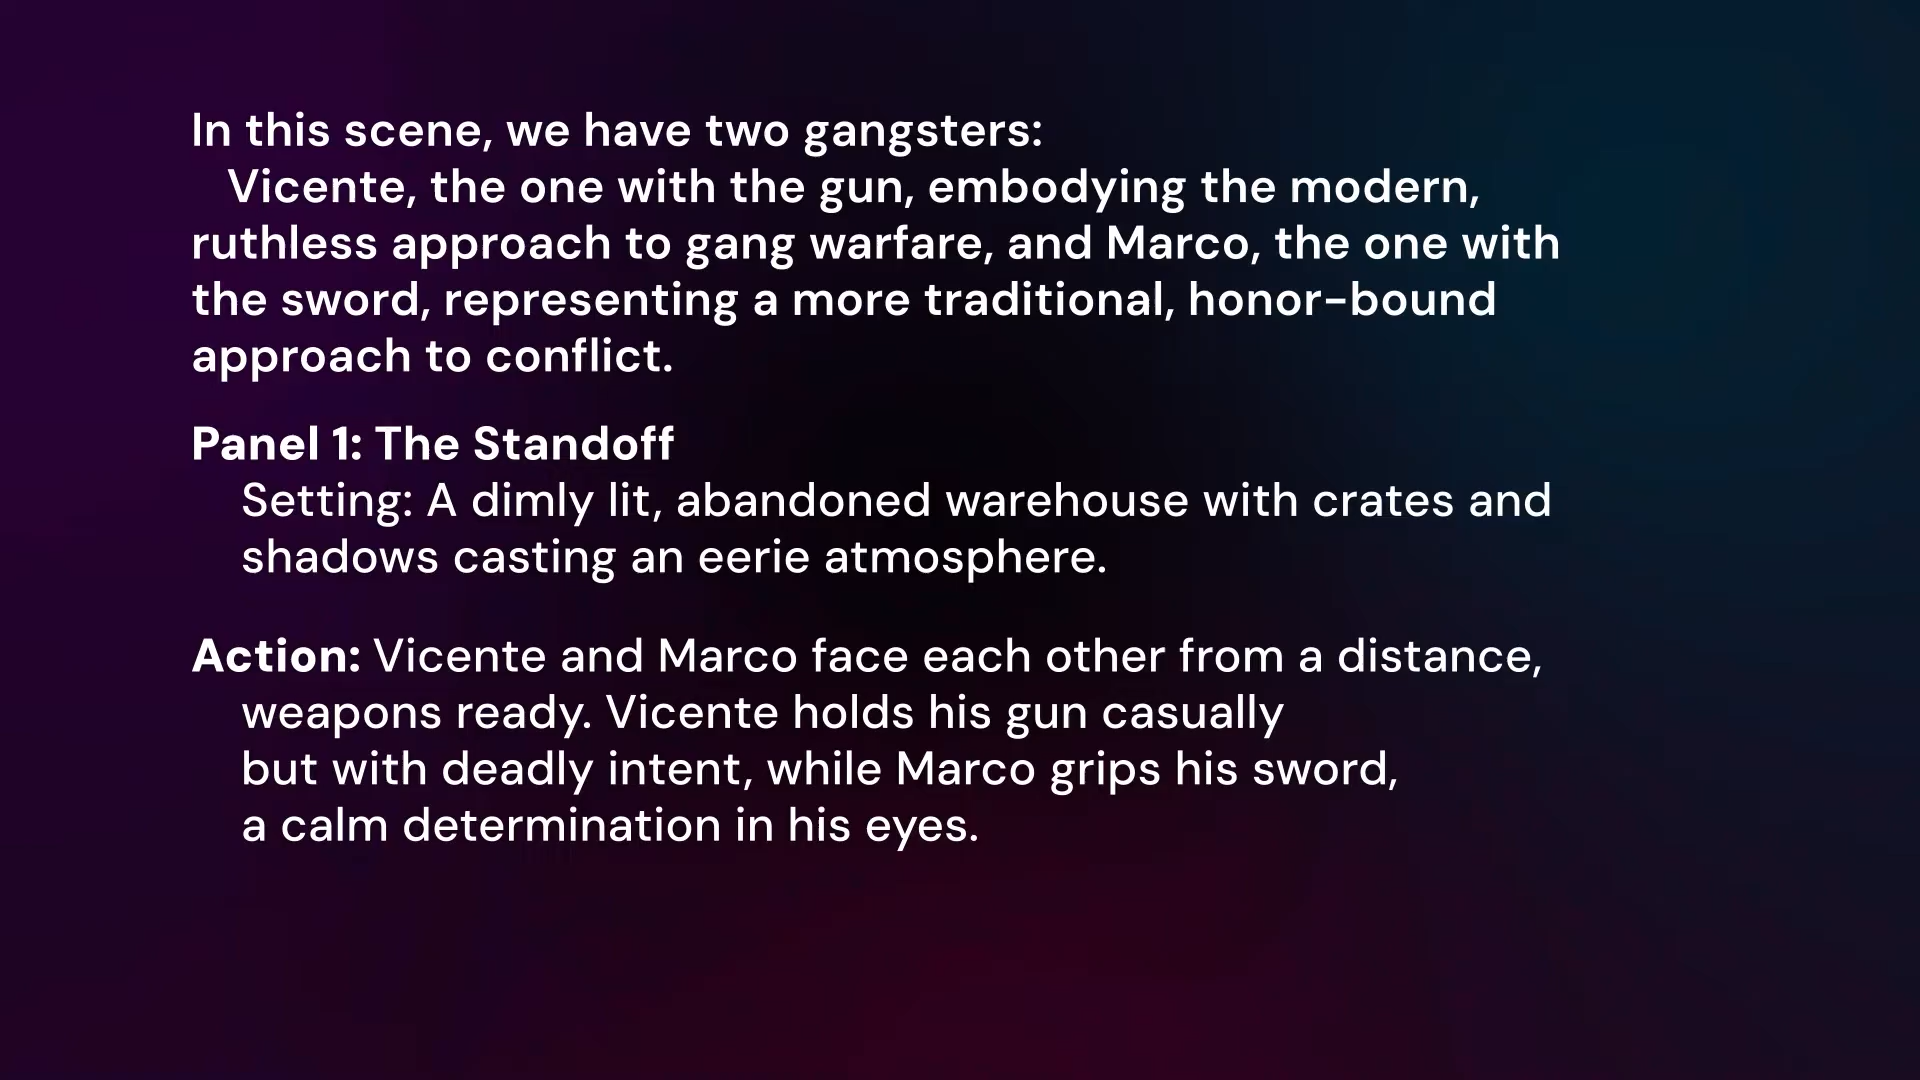 In this scene, we have two gangsters:
Vicente, the one with the gun, embodying the modern,
ruthless approach to gang warfare, and Marco, the one with
the sword, representing a more traditional, honor-bound
approach to conflict.
Panel 1: The Standoff
Setting: A dimly lit, abandoned warehouse with crates and
shadows casting an eerie atmosphere.
Action: Vicente and Marco face each other from a distance,
weapons ready. Vicente holds his gun casually
but with deadly intent, while Marco grips his sword,
a calm determination in his eyes.